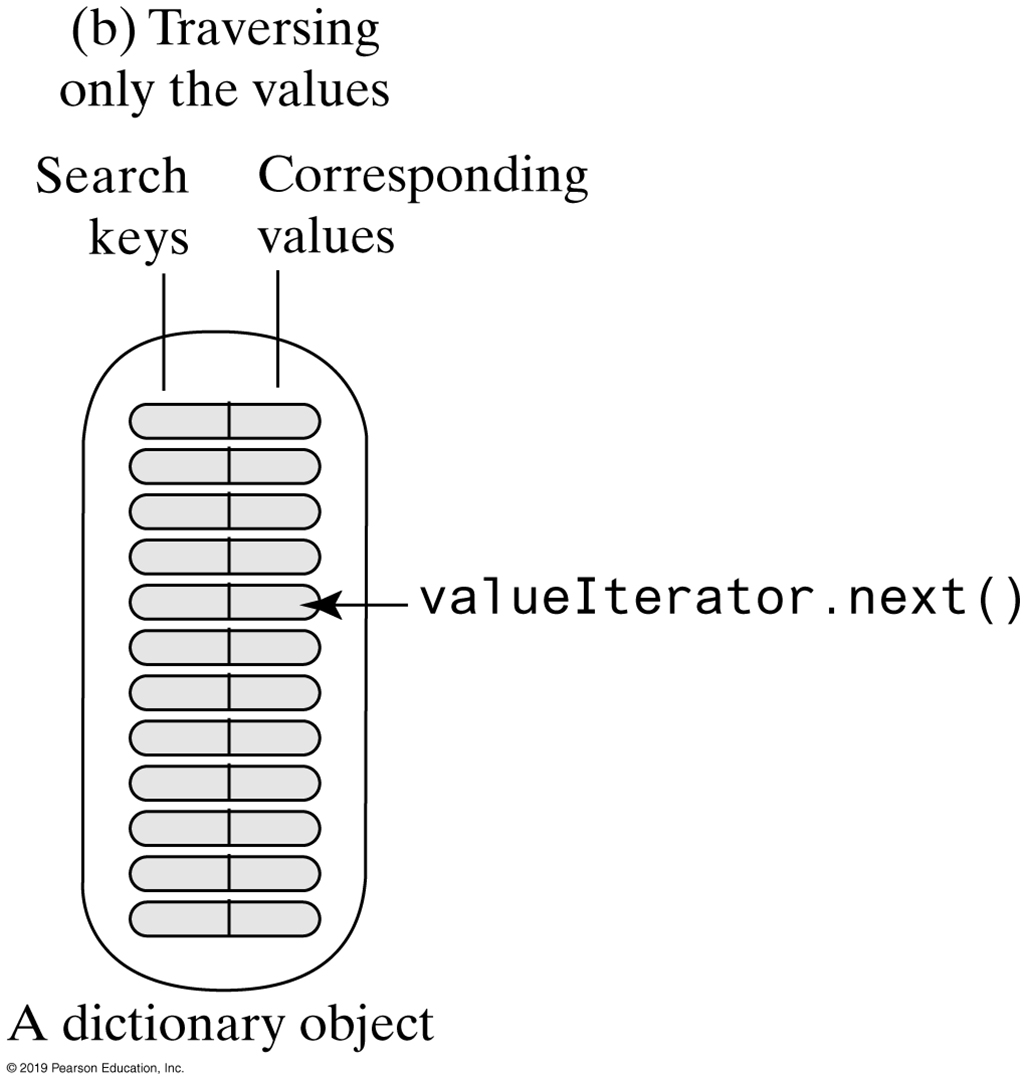 (b) Traversing
only the values
Search
keys
Corresponding
values
valueIterator.next()
A dictionary object
© 2019 Pearson Education, Inc.